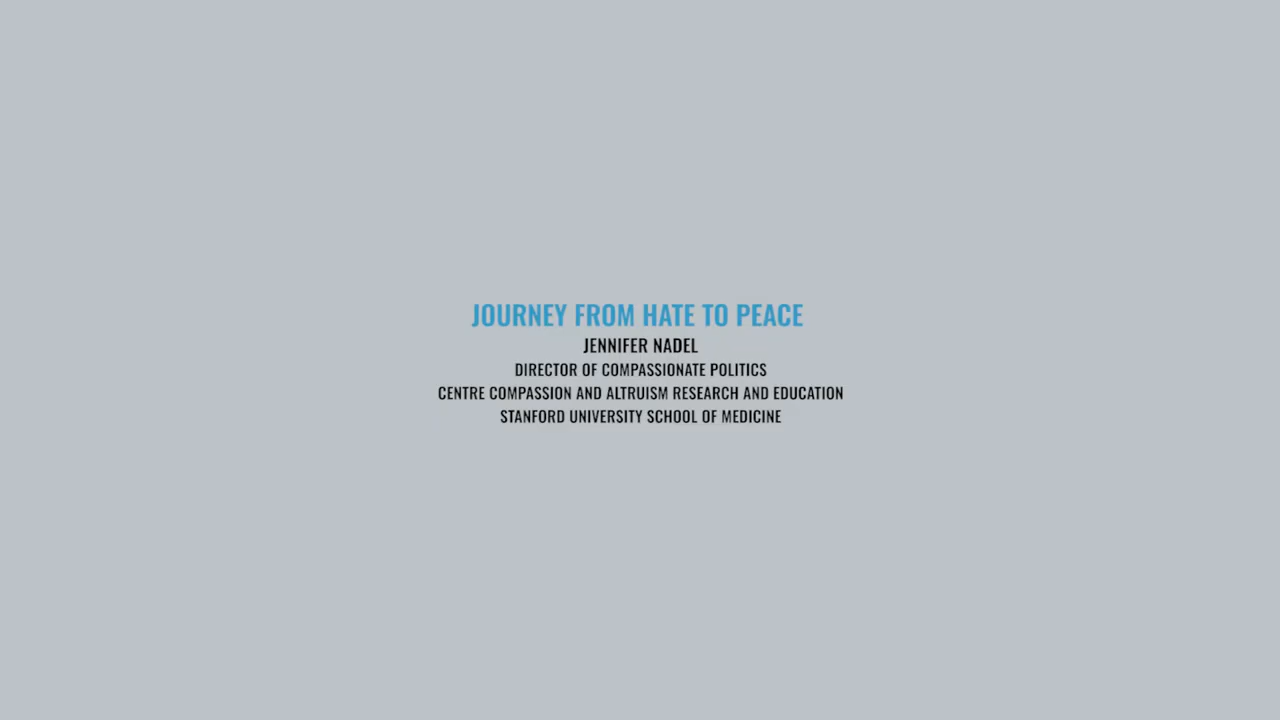 JOURNEY FROM HATE TO PEACE
JENNIFER NADEL
DIRECTOR OF COMPASSIONATE POLITICS
CENTRE COMPASSION AND ALTRUISM RESEARCH AND EDUCATION
STANFORD UNIVERSITY SCHOOL OF MEDICINE